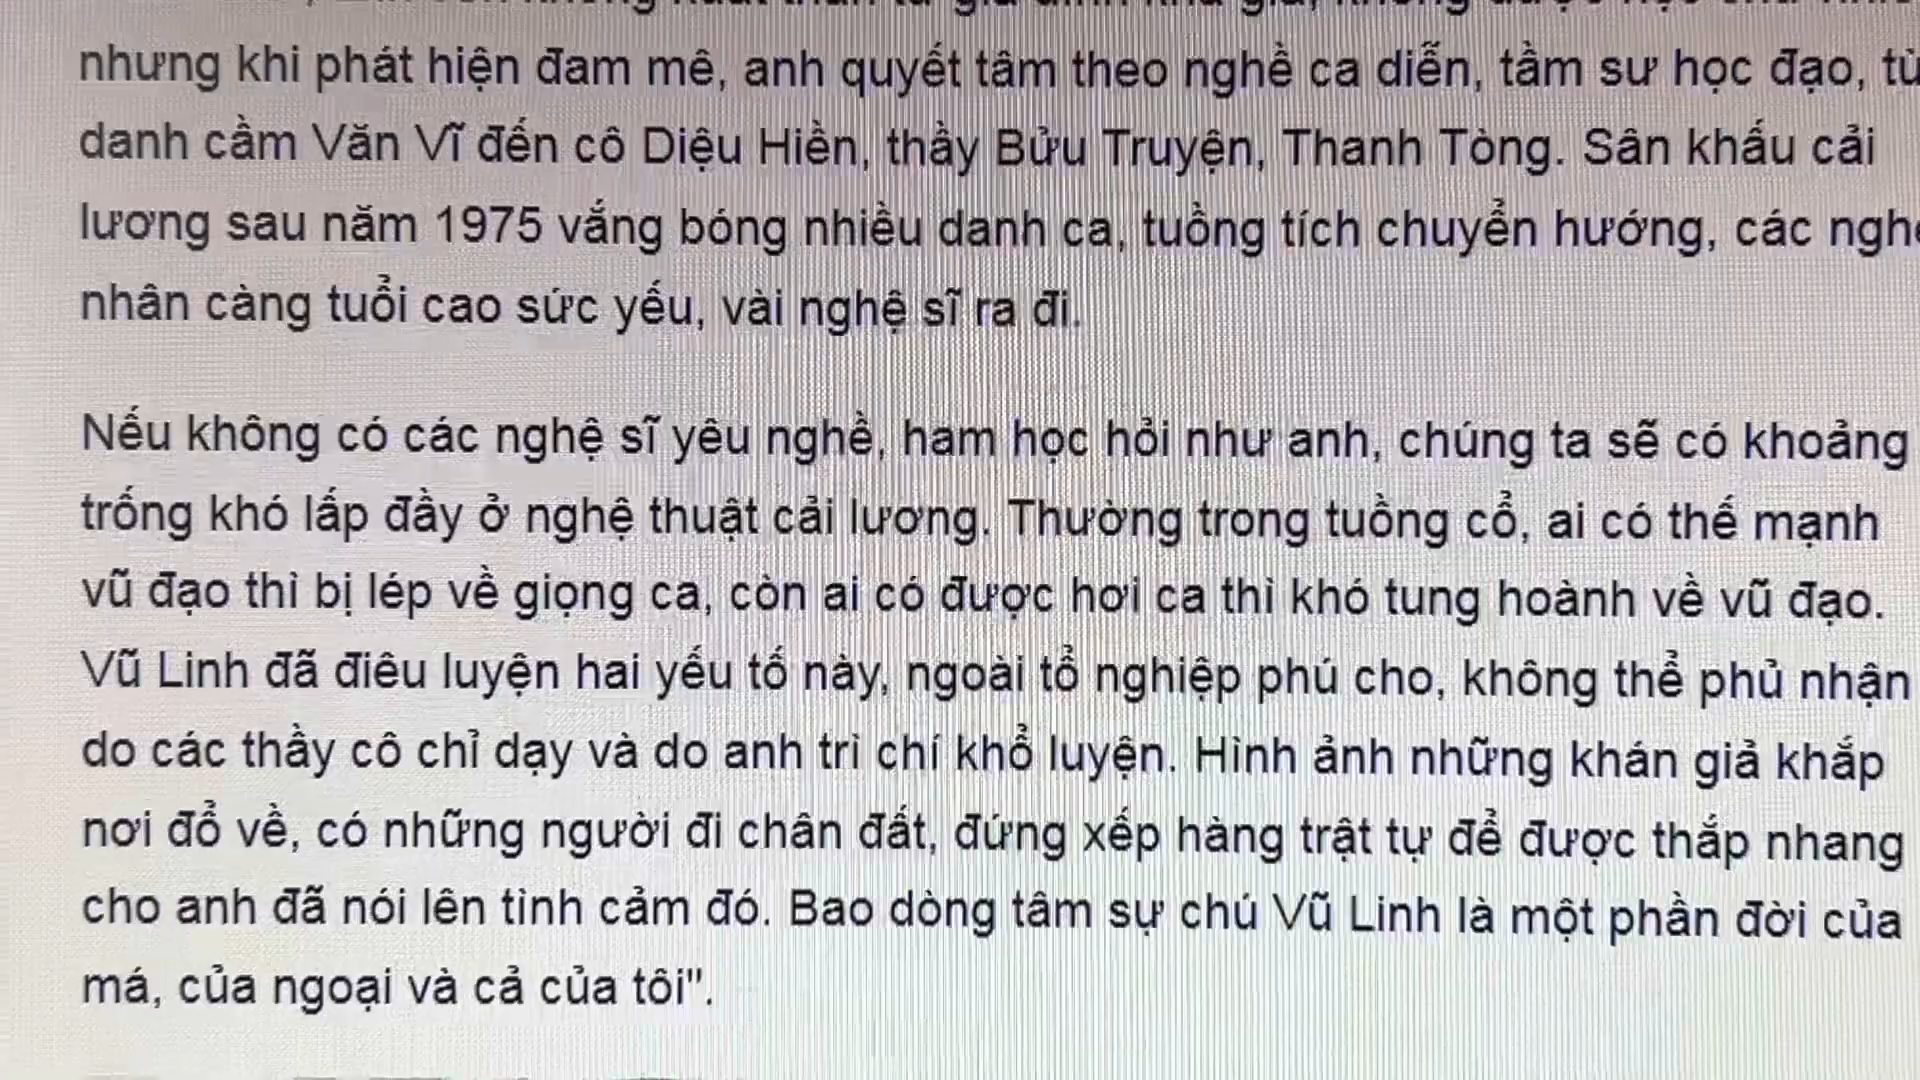 nhưng khi phát hiện đam mê, anh quyết tâm theo nghề ca diễn, tầm sư học đạo, từ
danh cầm Văn Vĩ đến cô Diệu Hiền, thầy Bửu Truyện, Thanh Tòng. Sân khấu cải
lương sau năm 1975 vắng bóng nhiều danh ca, tuồng tích chuyển hướng, các
nhân càng tuổi cao sức yếu, vài nghệ sĩ ra đi.
Nếu không có các nghệ sĩ yêu nghề, ham học hỏi như anh, chúng ta sẽ có khoảng
trống khó lấp đầy ở nghệ thuật cải lương. Thường trong tuồng cổ, ai có thế mạnh
vũ đạo thì bị lép về giọng ca, còn ai có được hơi ca thì khó tung hoành về vũ đạo.
Vũ Linh đã điêu luyện hai yếu tố này, ngoài tổ nghiệp phú cho, không thể phủ nhận
do các thầy cô chỉ dạy và do anh trì chí khổ luyện. Hình ảnh những khán giả khắp
nơi đổ về, có những người đi chân đất, đứng xếp hàng trật tự để được thắp nhang
cho anh đã nói lên tình cảm đó. Bao dòng tâm sự chú Vũ Linh là một phần đời của
má, của ngoại và cả của tôi".